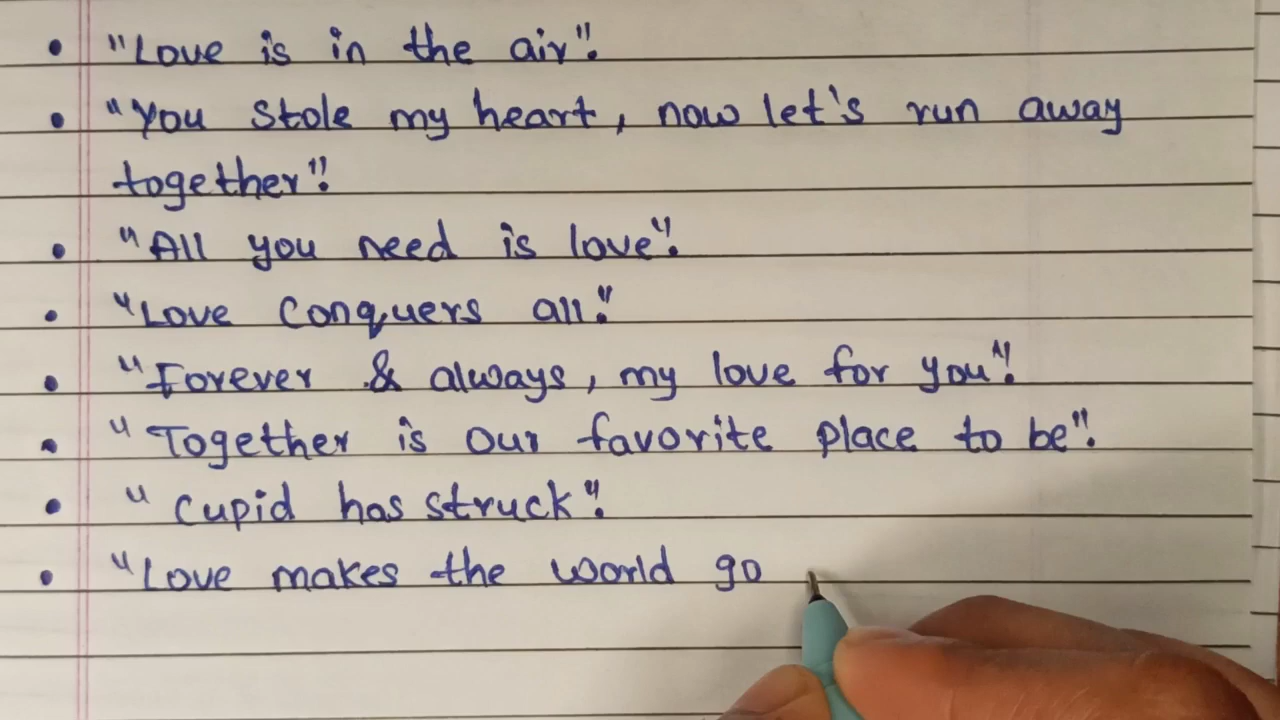 • "Love is in the air".
• "You stole my heart, now let's run away
together".
• "All you need is love".
• "Love conquers all".
• "Forever & always, my love for you".
• "Together is our favorite place to be".
• "Cupid has struck".
• "Love makes the world go